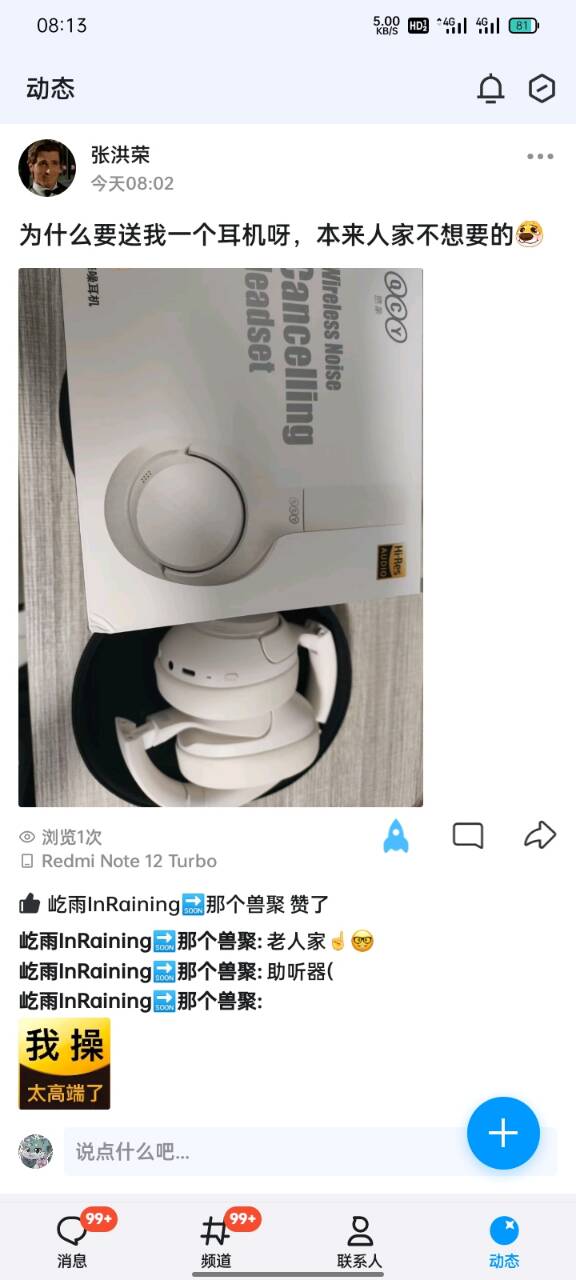 08:13
5.00 KB/S HD 4G 4G 81
动态
张洪荣
今天08:02
为什么要送我一个耳机呀，本来人家不想要的
噪耳机
Wireless Noise
Cancelling
Headset
QCY
QCY
Hi-Res
AUDIO
浏览1次
Redmi Note 12 Turbo
屹雨InRaining🔜那个兽聚 赞了
屹雨InRaining🔜那个兽聚: 老人家☝️🤓
屹雨InRaining🔜那个兽聚: 助听器(
屹雨InRaining🔜那个兽聚:
我操
太高端了
说点什么吧...
99+ 99+
消息 频道 联系人 动态